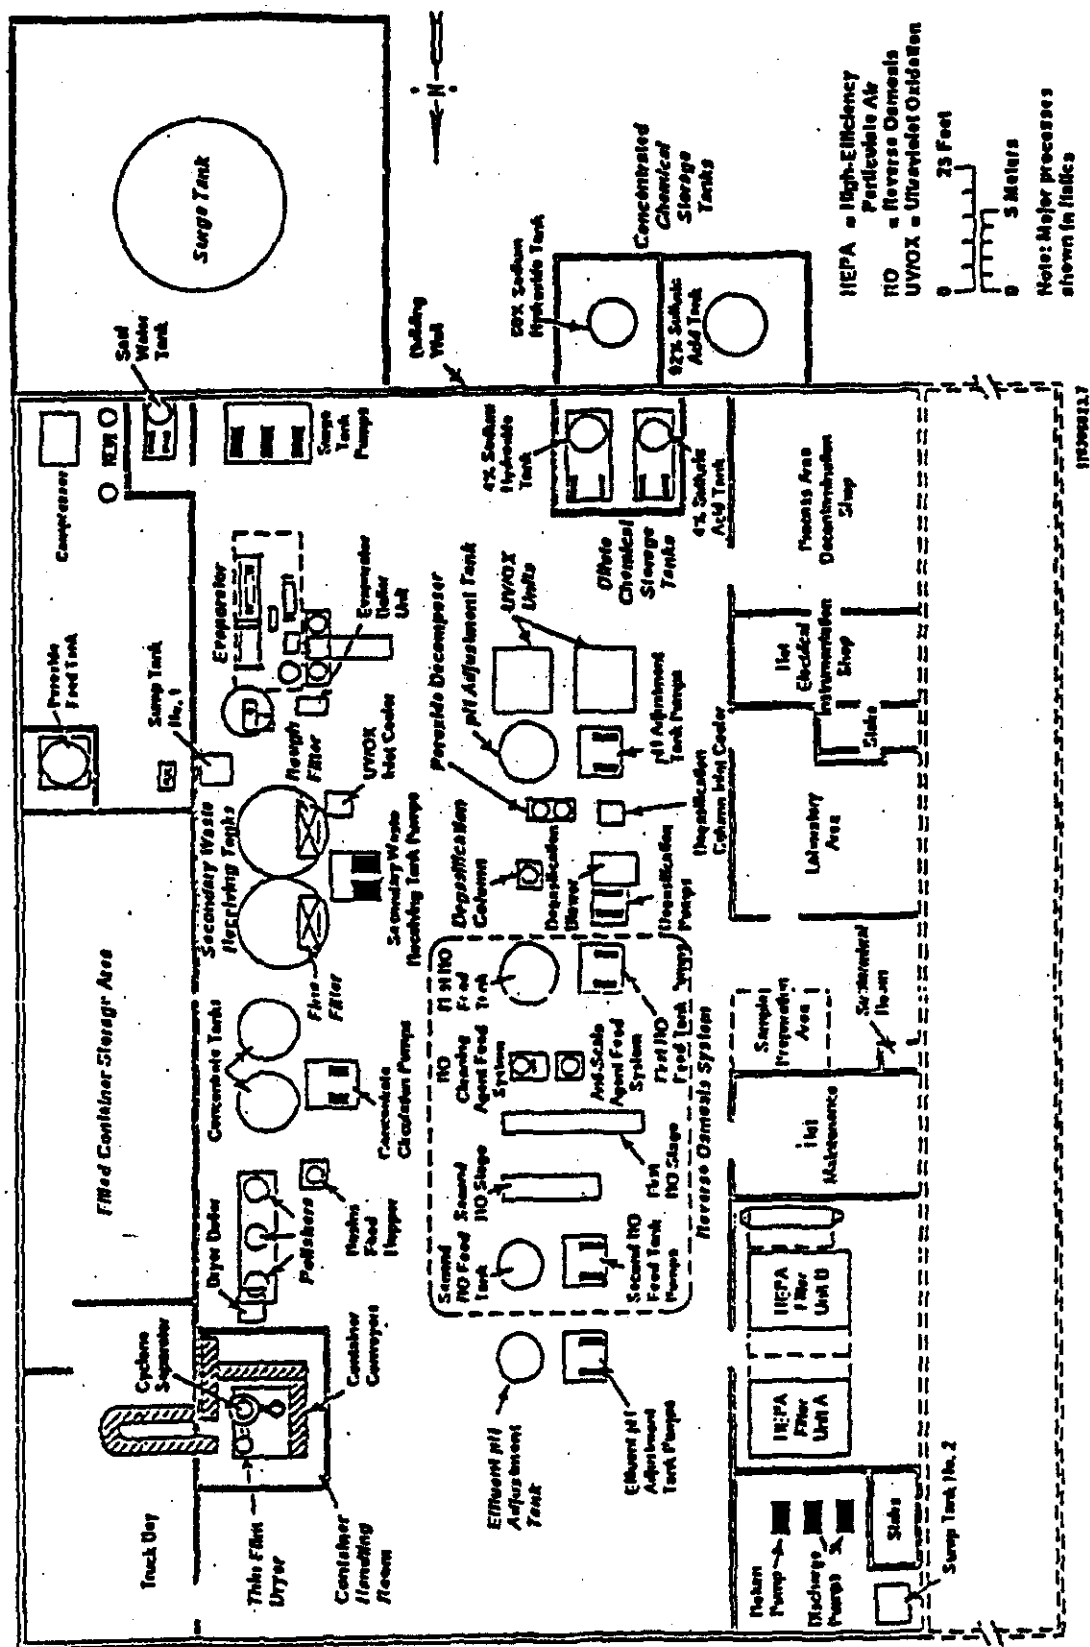 Surge Tank
N
Seal
Water
Tank
Building
Wall
50% Sodium
Hydroxide Tank
92% Sulfuric
Acid Tank
Concentrated
Chemical
Storage
Tanks
HEPA = High-Efficiency
Particulate Air
RO = Reverse Osmosis
UV/OX = Ultraviolet Oxidation
0 25 Feet
0 5 Meters
Note: Major processes
shown in italics
Compressor
Surge
Tank
Pumps
4% Sodium
Hydroxide
Tank
4% Sulfuric
Acid Tank
Dilute
Chemical
Storage
Tanks
Process Area
Decontamination
Shop
Peroxide
Feed Tank
Sump Tank
No. 1
Evaporator
Evaporator
Boiler
Unit
Rough
Filter
UV/OX
Inlet Cooler
Peroxide Decomposer
pH Adjustment Tank
UV/OX
Units
pH Adjustment
Tank Pumps
Hot
Electrical
Instrumentation
Shop
Stairs
Secondary Waste
Receiving Tanks
Secondary Waste
Receiving Tank Pumps
Fine
Filter
Degasification
Column
Degasification
Blower
Degasification
Pumps
Degasification
Column Inlet Cooler
Laboratory
Area
Filled Container Storage Area
Concentrate Tanks
Concentrate
Circulation Pumps
RO
Cleaning
Agent Feed
System
First RO
Feed
Tank
Anti-Scale
Agent Feed
System
First RO
Feed Tank
Pumps
First
RO Stage
Second
RO Stage
Second
RO Feed
Tank
Second RO
Feed Tank
Pumps
Reverse Osmosis System
Sample
Preparation
Area
Hot
Maintenance
Dryer Boiler
Polishers
Resins
Feed
Hopper
Cyclone
Separator
Container
Conveyors
Truck Bay
Thin Film
Dryer
Container
Handling
Room
Effluent pH
Adjustment
Tank
Effluent pH
Adjustment
Tank Pumps
HEPA
Filter
Unit B
HEPA
Filter
Unit A
Return
Pump
Discharge
Pumps
Stairs
Sump Tank No. 2